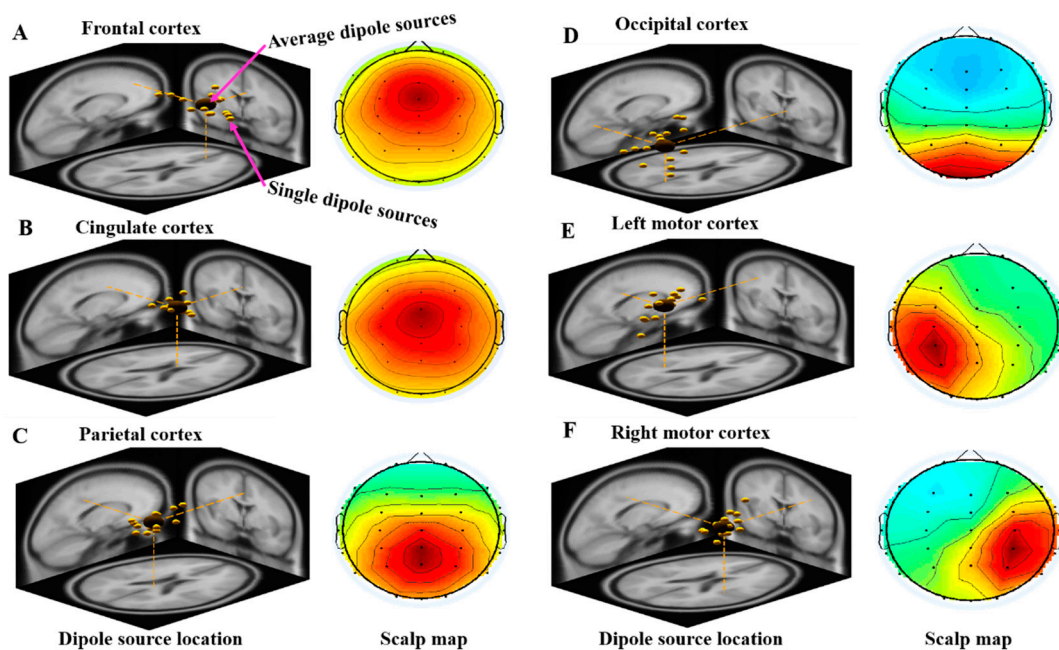 A
Frontal cortex
Average dipole sources
Single dipole sources
D
Occipital cortex
B
Cingulate cortex
E
Left motor cortex
C
Parietal cortex
F
Right motor cortex
Dipole source location
Scalp map
Dipole source location
Scalp map